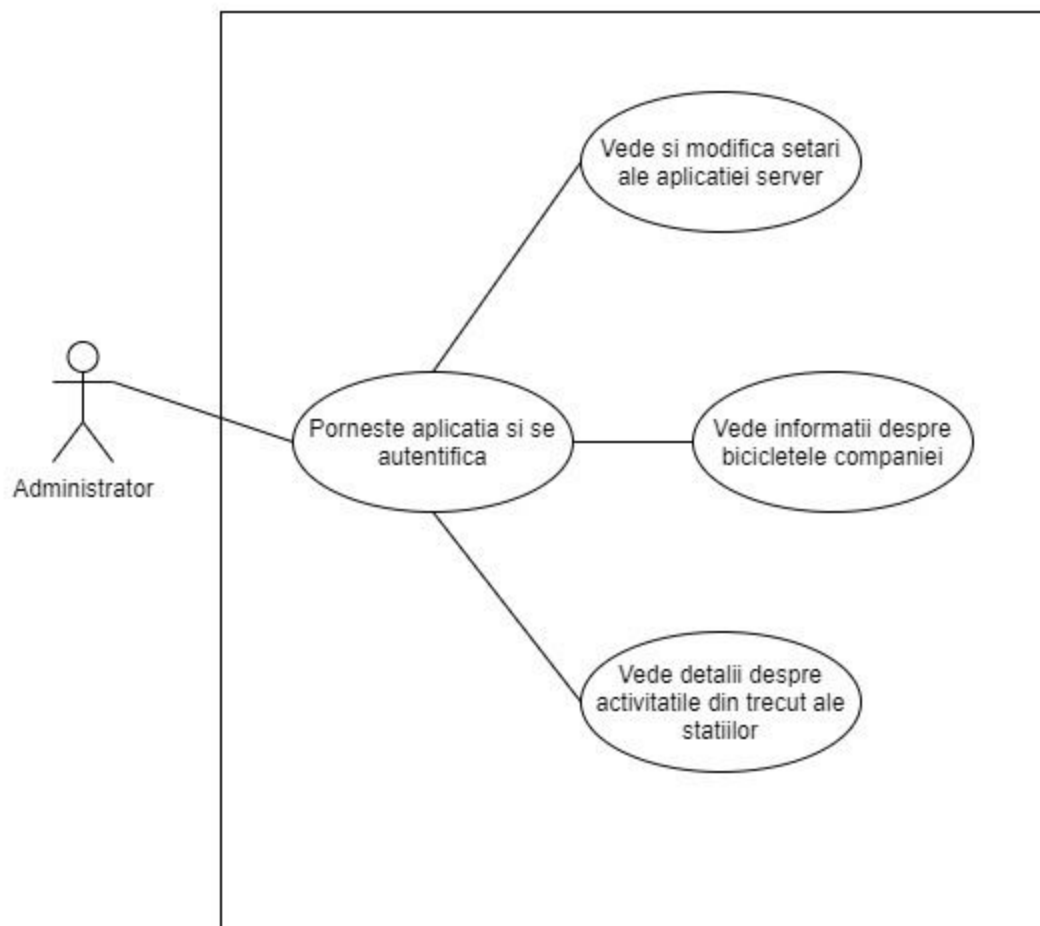 Vede si modifica setari
ale aplicatiei server
Porneste aplicatia si se
autentifica
Vede informatii despre
bicicletele companiei
Administrator
Vede detalii despre
activitatile din trecut ale
statiilor